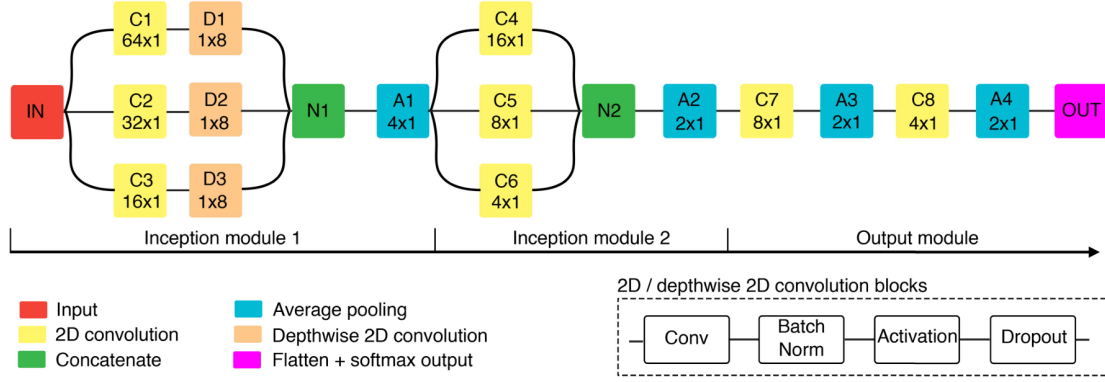 IN
C1
64x1
D1
1x8
C2
32x1
D2
1x8
C3
16x1
D3
1x8
N1
A1
4x1
C4
16x1
C5
8x1
C6
4x1
N2
A2
2x1
C7
8x1
A3
2x1
C8
4x1
A4
2x1
OUT
Inception module 1
Inception module 2
Output module
Input
2D convolution
Concatenate
Average pooling
Depthwise 2D convolution
Flatten + softmax output
2D / depthwise 2D convolution blocks
Conv
Batch
Norm
Activation
Dropout